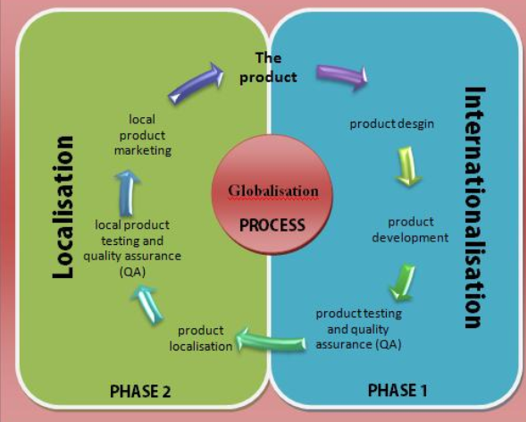 The
product
product desgin
product
development
product testing
and quality
assurance (QA)
product
localisation
local product
testing and
quality assurance
(QA)
local
product
marketing
Globalisation
PROCESS
Localisation
Internationalisation
PHASE 2
PHASE 1